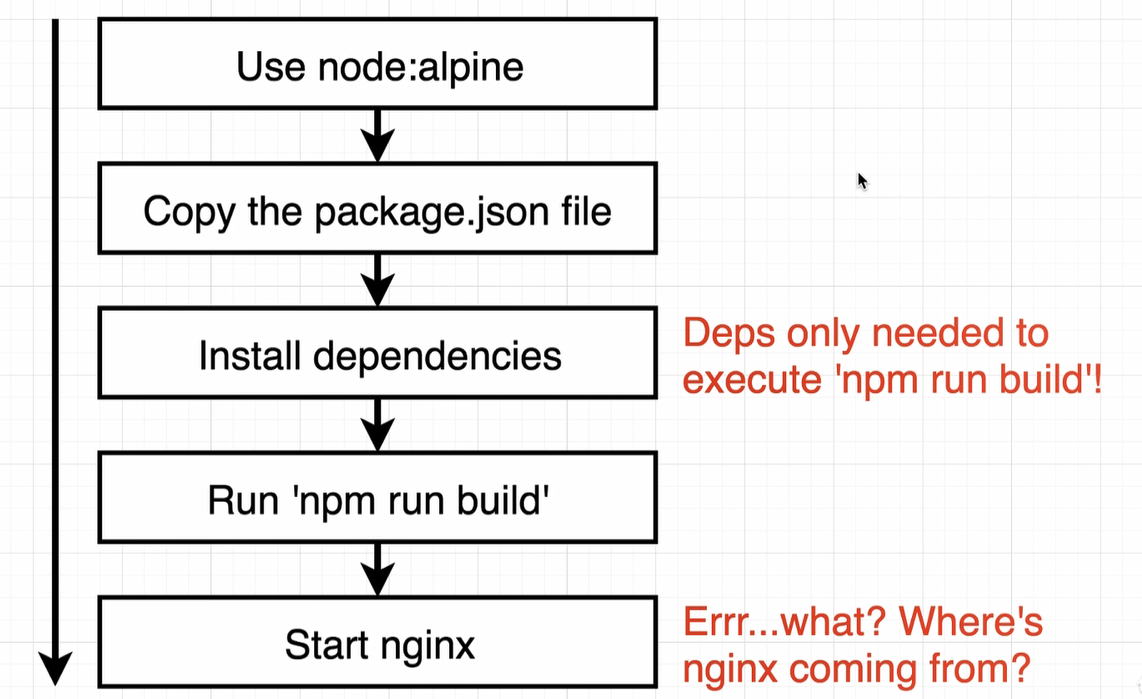 Use node:alpine
Copy the package.json file
Install dependencies
Deps only needed to
execute 'npm run build'!
Run 'npm run build'
Start nginx
Errr...what? Where's
nginx coming from?